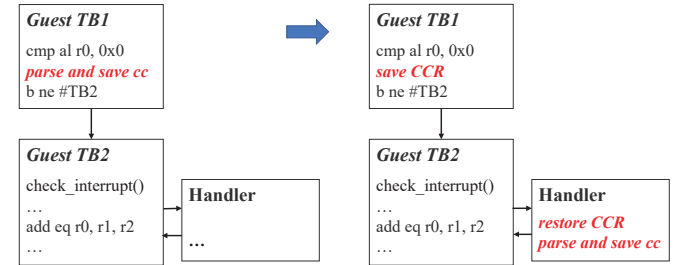 Guest TB1
cmp al r0, 0x0
parse and save cc
b ne #TB2
Guest TB2
check_interrupt()
…
add eq r0, r1, r2
…
Handler
...
Guest TB1
cmp al r0, 0x0
save CCR
b ne #TB2
Guest TB2
check_interrupt()
…
add eq r0, r1, r2
…
Handler
restore CCR
parse and save cc